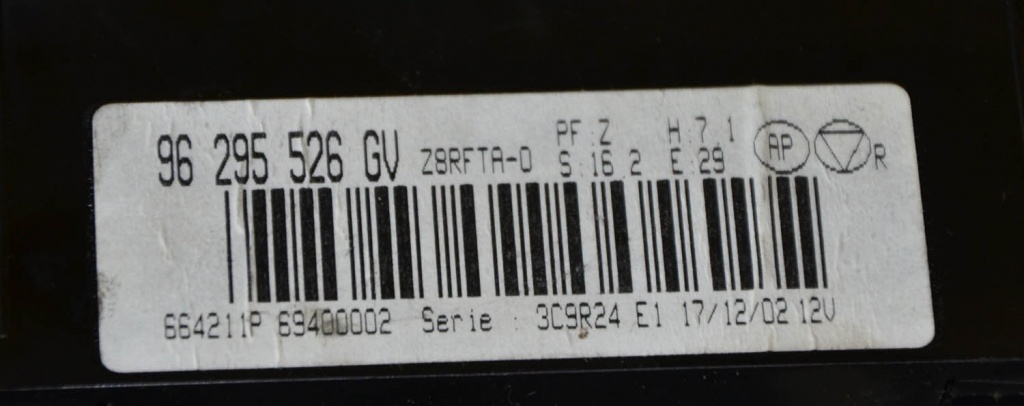 PF:Z H:7.1
96 295 526 GV Z8RFTA-0 S:16.2 E:29 AP R
664211P 69400002 Serie : 3C9R24 E1 17/12/02 12V